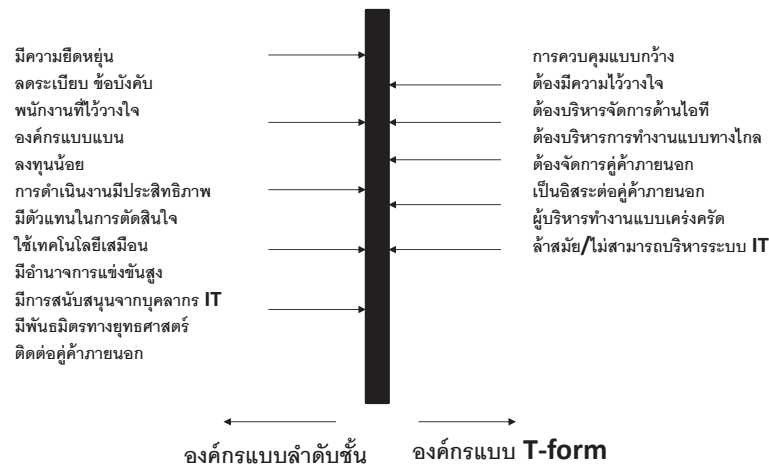 มีความยืดหยุ่น
ลดระเบียบ ข้อบังคับ
พนักงานที่ไว้วางใจ
องค์กรแบบแบน
ลงทุนน้อย
การดำเนินงานมีประสิทธิภาพ
มีตัวแทนในการตัดสินใจ
ใช้เทคโนโลยีเสมือน
มีอำนาจการแข่งขันสูง
มีการสนับสนุนจากบุคลากร IT
มีพันธมิตรทางยุทธศาสตร์
ติดต่อคู่ค้าภายนอก
การควบคุมแบบกว้าง
ต้องมีความไว้วางใจ
ต้องบริหารจัดการด้านไอที
ต้องบริหารการทำงานแบบทางไกล
ต้องจัดการคู่ค้าภายนอก
เป็นอิสระต่อคู่ค้าภายนอก
ผู้บริหารทำงานแบบเคร่งครัด
ล้าสมัย/ไม่สามารถบริหารระบบ IT
องค์กรแบบลำดับชั้น
องค์กรแบบ T-form